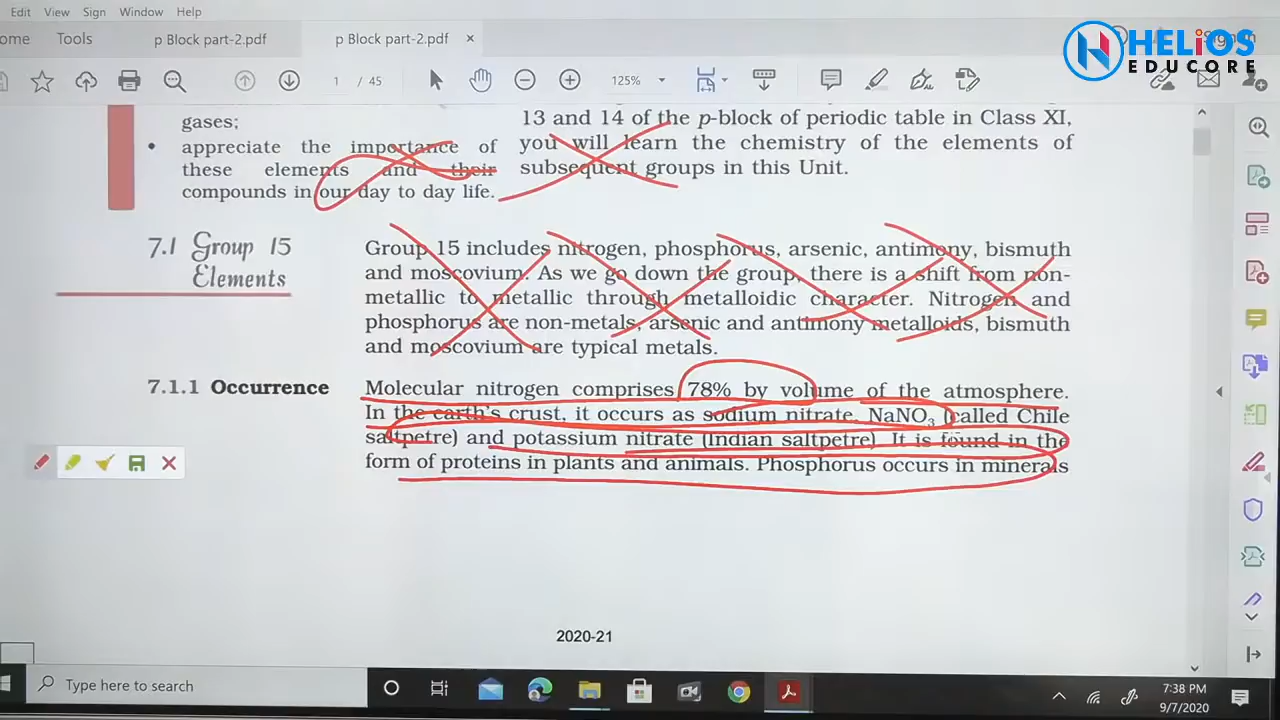 Edit View Sign Window Help
ome Tools p Block part-2.pdf p Block part-2.pdf ×
HELiOS
EDUCORE
1 / 45 125%
gases;
• appreciate the importance of
these elements and their
compounds in our day to day life.
13 and 14 of the p-block of periodic table in Class XI,
you will learn the chemistry of the elements of
subsequent groups in this Unit.
7.1 Group 15
Elements
Group 15 includes nitrogen, phosphorus, arsenic, antimony, bismuth
and moscovium. As we go down the group, there is a shift from non-
metallic to metallic through metalloidic character. Nitrogen and
phosphorus are non-metals, arsenic and antimony metalloids, bismuth
and moscovium are typical metals.
7.1.1 Occurrence
Molecular nitrogen comprises 78% by volume of the atmosphere.
In the earth's crust, it occurs as sodium nitrate, NaNO₃ (called Chile
saltpetre) and potassium nitrate (Indian saltpetre). It is found in the
form of proteins in plants and animals. Phosphorus occurs in minerals
2020-21
Type here to search
7:38 PM
9/7/2020